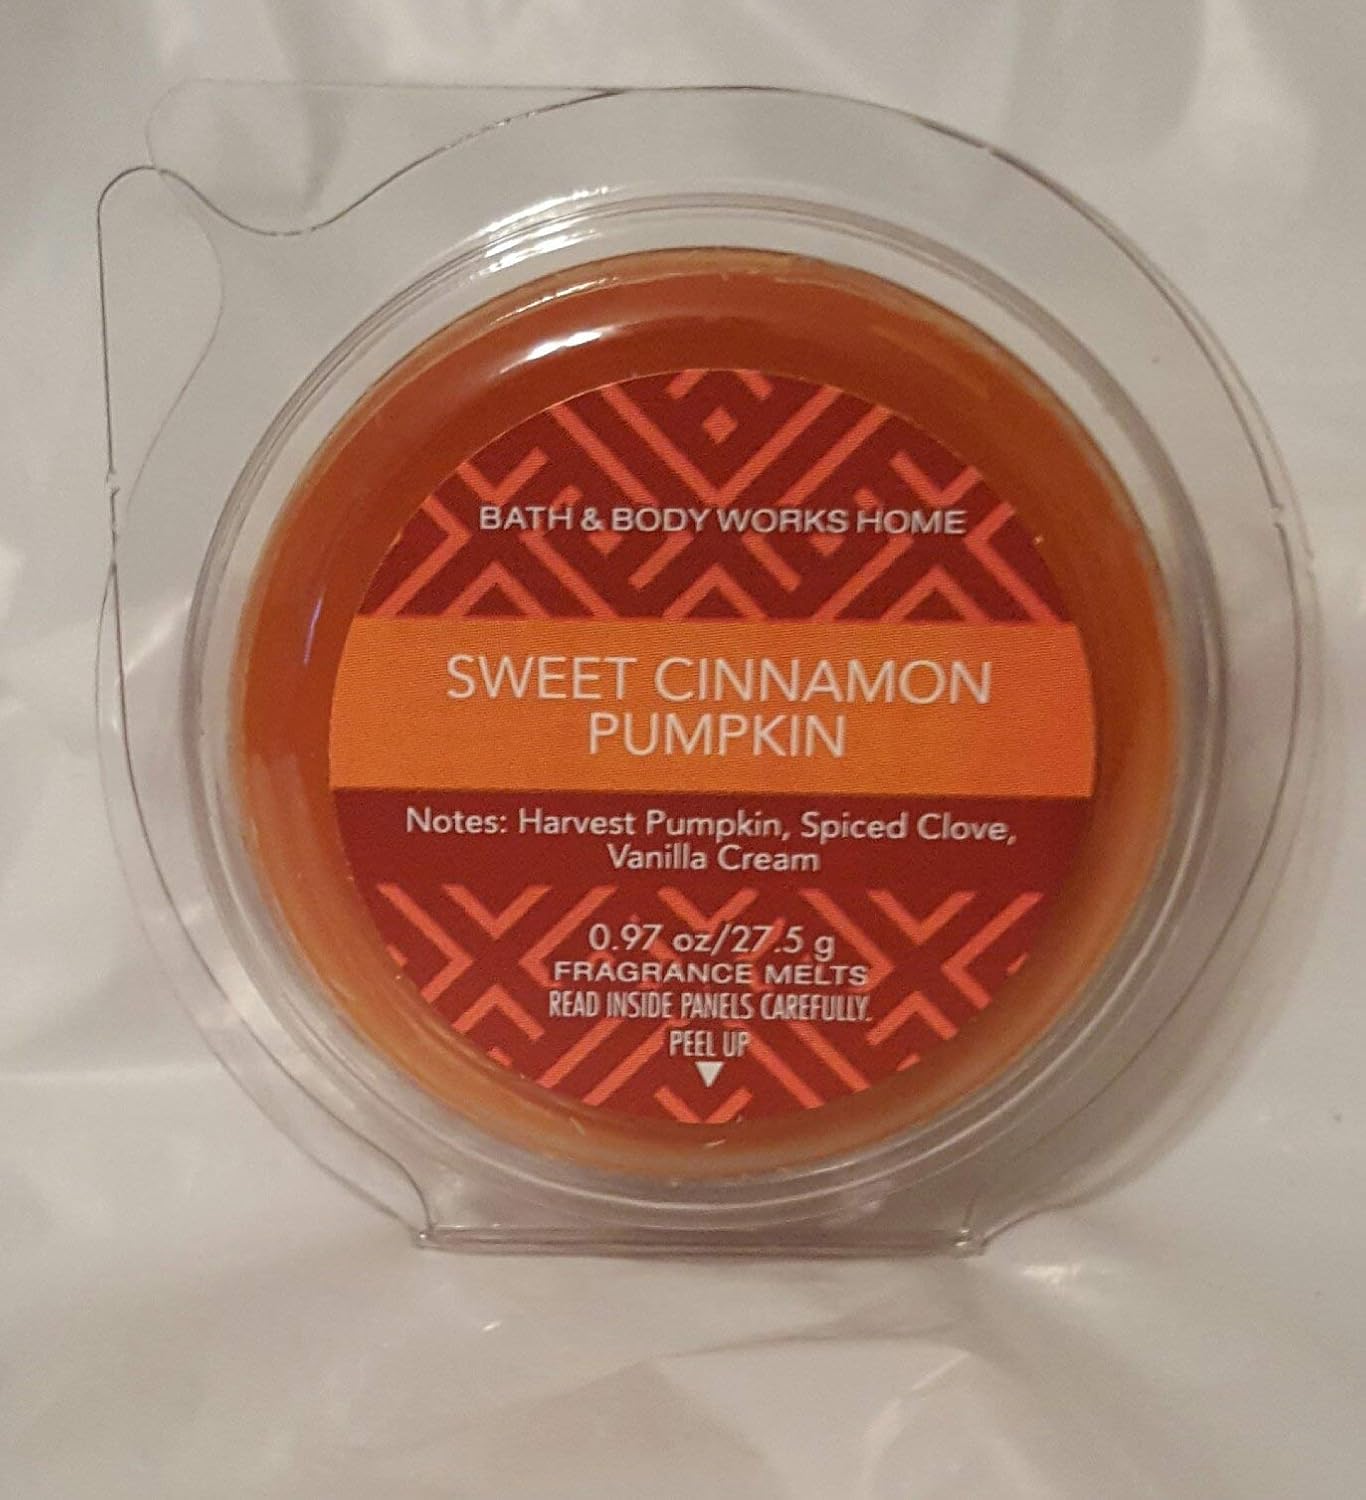 BATH & BODY WORKS HOME
SWEET CINNAMON
PUMPKIN
Notes: Harvest Pumpkin, Spiced Clove,
Vanilla Cream
0.97 oz/27.5 g
FRAGRANCE MELTS
READ INSIDE PANELS CAREFULLY.
PEEL UP